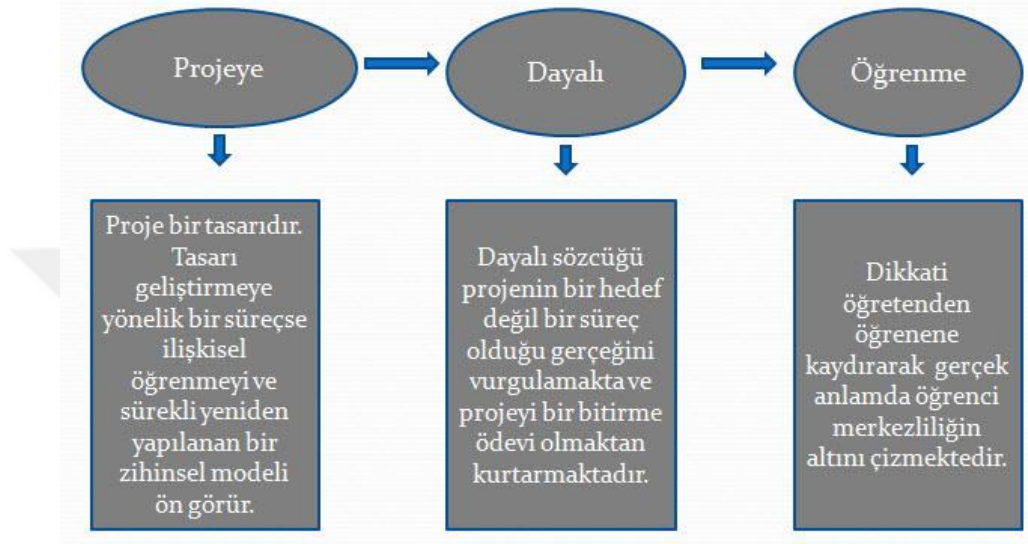 Projeye
Dayalı
Öğrenme
Proje bir tasarıdır.
Tasarı
geliştirmeye
yönelik bir süreçse
ilişkisel
öğrenmeyi ve
sürekli yeniden
yapılanan bir
zihinsel modeli
ön görür.
Dayalı sözcüğü
projenin bir hedef
değil bir süreç
olduğu gerçeğini
vurgulamakta ve
projeyi bir bitirme
ödevi olmaktan
kurtarmaktadır.
Dikkati
öğretenden
öğrenene
kaydırarak gerçek
anlamda öğrenci
merkezliliğin
altını çizmektedir.